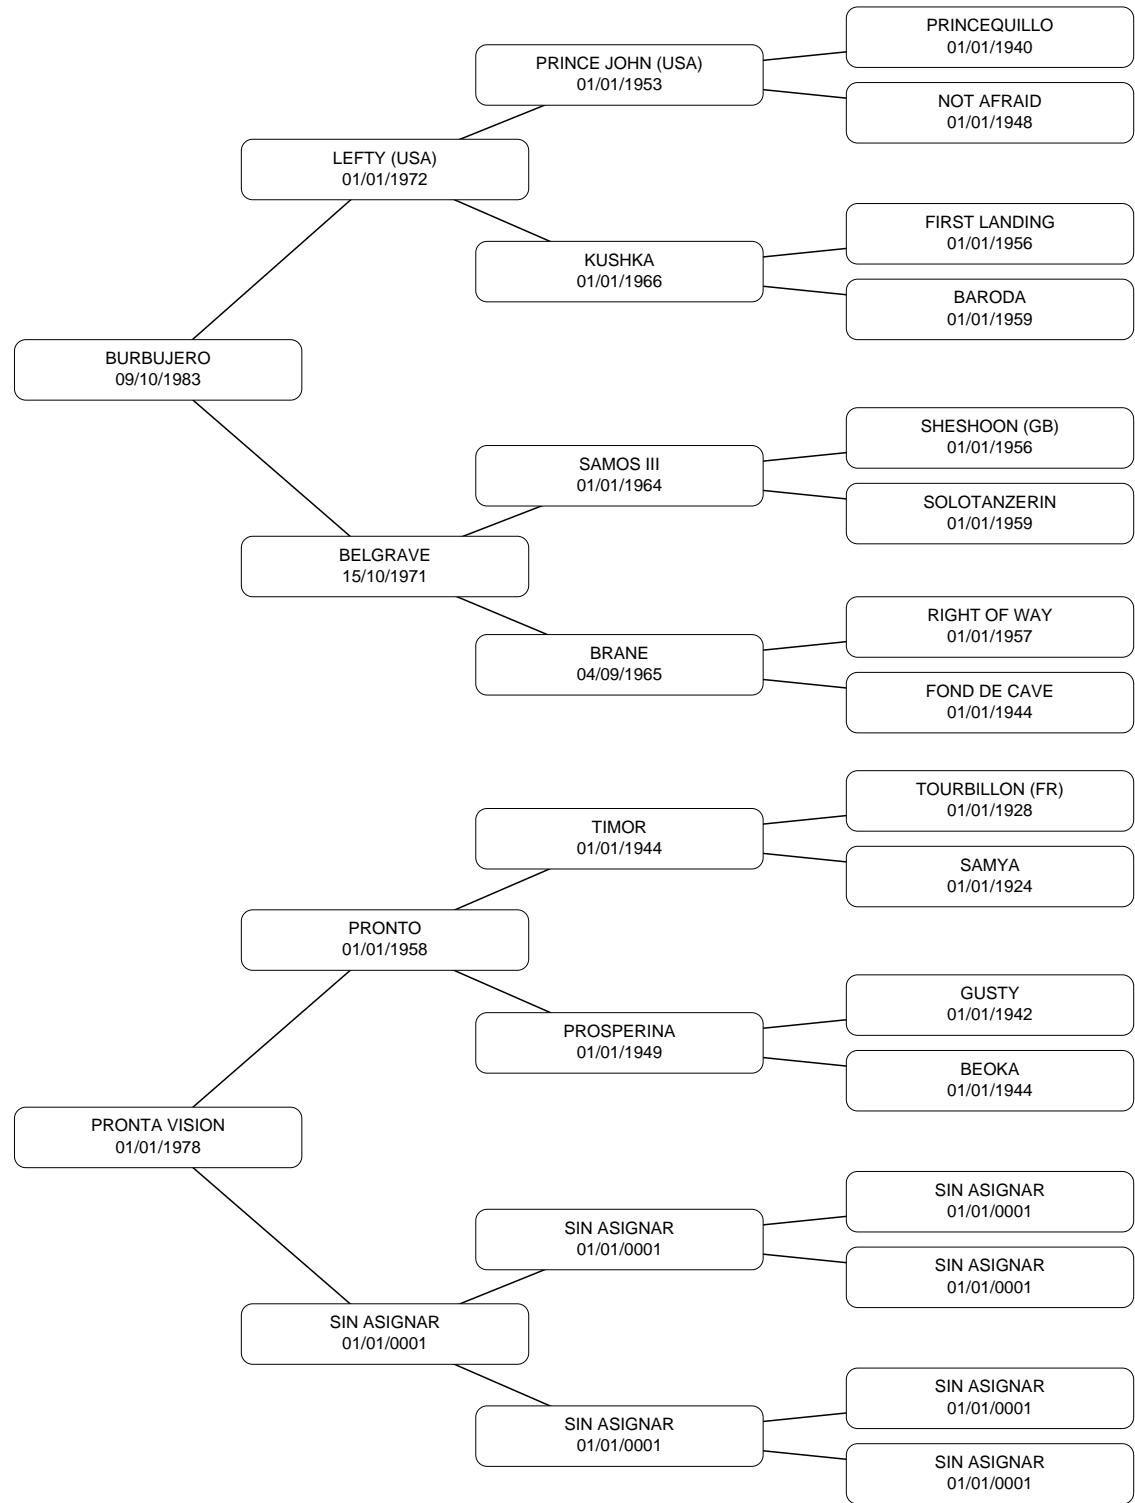 PRINCEQUILLO
01/01/1940
PRINCE JOHN (USA)
01/01/1953
NOT AFRAID
01/01/1948
LEFTY (USA)
01/01/1972
FIRST LANDING
01/01/1956
KUSHKA
01/01/1966
BARODA
01/01/1959
BURBUJERO
09/10/1983
SHESHOON (GB)
01/01/1956
SAMOS III
01/01/1964
SOLOTANZERIN
01/01/1959
BELGRAVE
15/10/1971
RIGHT OF WAY
01/01/1957
BRANE
04/09/1965
FOND DE CAVE
01/01/1944
TOURBILLON (FR)
01/01/1928
TIMOR
01/01/1944
SAMYA
01/01/1924
PRONTO
01/01/1958
GUSTY
01/01/1942
PROSPERINA
01/01/1949
BEOKA
01/01/1944
PRONTA VISION
01/01/1978
SIN ASIGNAR
01/01/0001
SIN ASIGNAR
01/01/0001
SIN ASIGNAR
01/01/0001
SIN ASIGNAR
01/01/0001
SIN ASIGNAR
01/01/0001
SIN ASIGNAR
01/01/0001
SIN ASIGNAR
01/01/0001